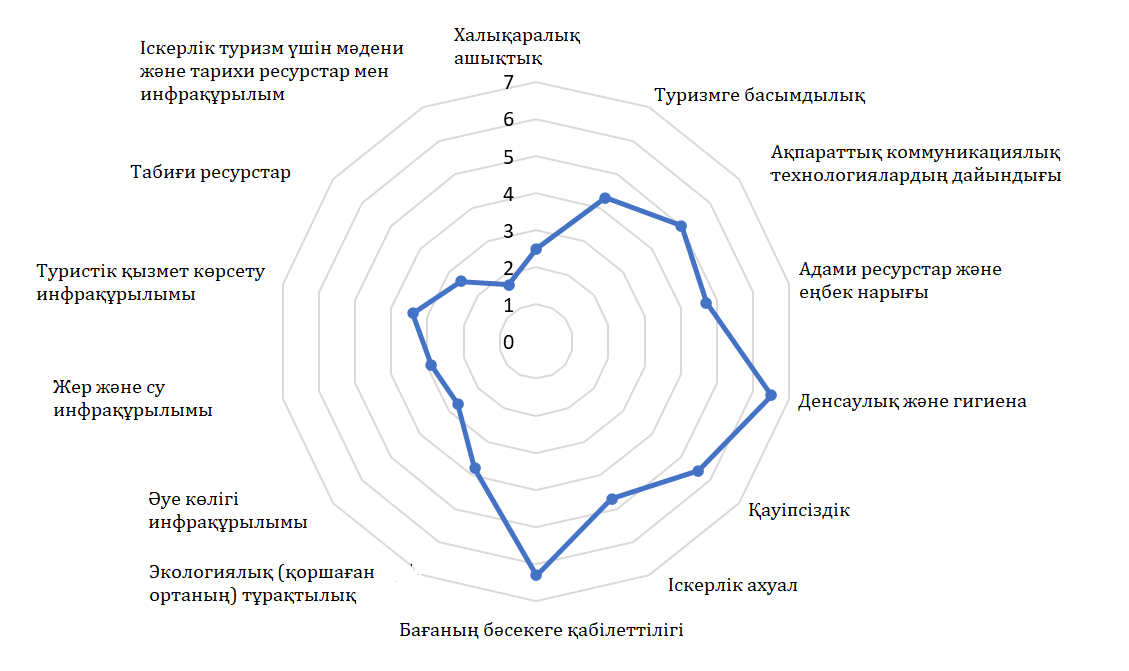 Халықаралық
ашықтық
Іскерлік туризм үшін мәдени
және тарихи ресурстар мен
инфрақұрылым
7
Туризмге басымдылық
6
5
Ақпараттық коммуникациялық
технологиялардың дайындығы
Табиғи ресурстар
4
3
2
Адами ресурстар және
еңбек нарығы
Туристік қызмет көрсету
инфрақұрылымы
1
0
Жер және су
инфрақұрылымы
Денсаулық және гигиена
Әуе көлігі
инфрақұрылымы
Қауіпсіздік
Экологиялық (қоршаған
ортаның) тұрақтылық
Іскерлік ахуал
Бағаның бәсекеге қабілеттілігі